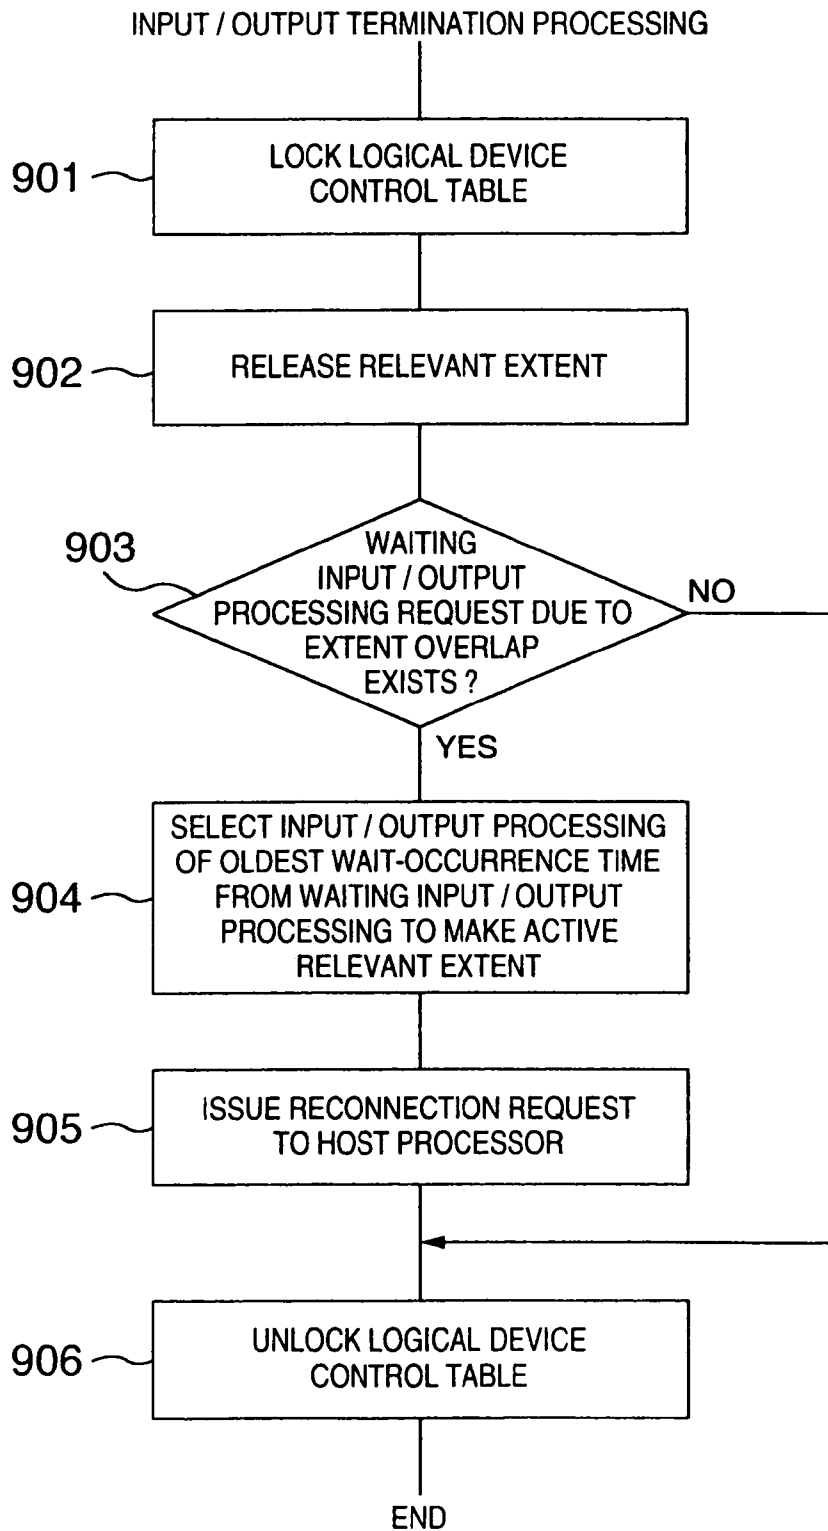 INPUT / OUTPUT TERMINATION PROCESSING
901
LOCK LOGICAL DEVICE
CONTROL TABLE
902
RELEASE RELEVANT EXTENT
903
WAITING
INPUT / OUTPUT
PROCESSING REQUEST DUE TO
EXTENT OVERLAP
EXISTS ?
NO
YES
904
SELECT INPUT / OUTPUT PROCESSING
OF OLDEST WAIT-OCCURRENCE TIME
FROM WAITING INPUT / OUTPUT
PROCESSING TO MAKE ACTIVE
RELEVANT EXTENT
905
ISSUE RECONNECTION REQUEST
TO HOST PROCESSOR
906
UNLOCK LOGICAL DEVICE
CONTROL TABLE
END